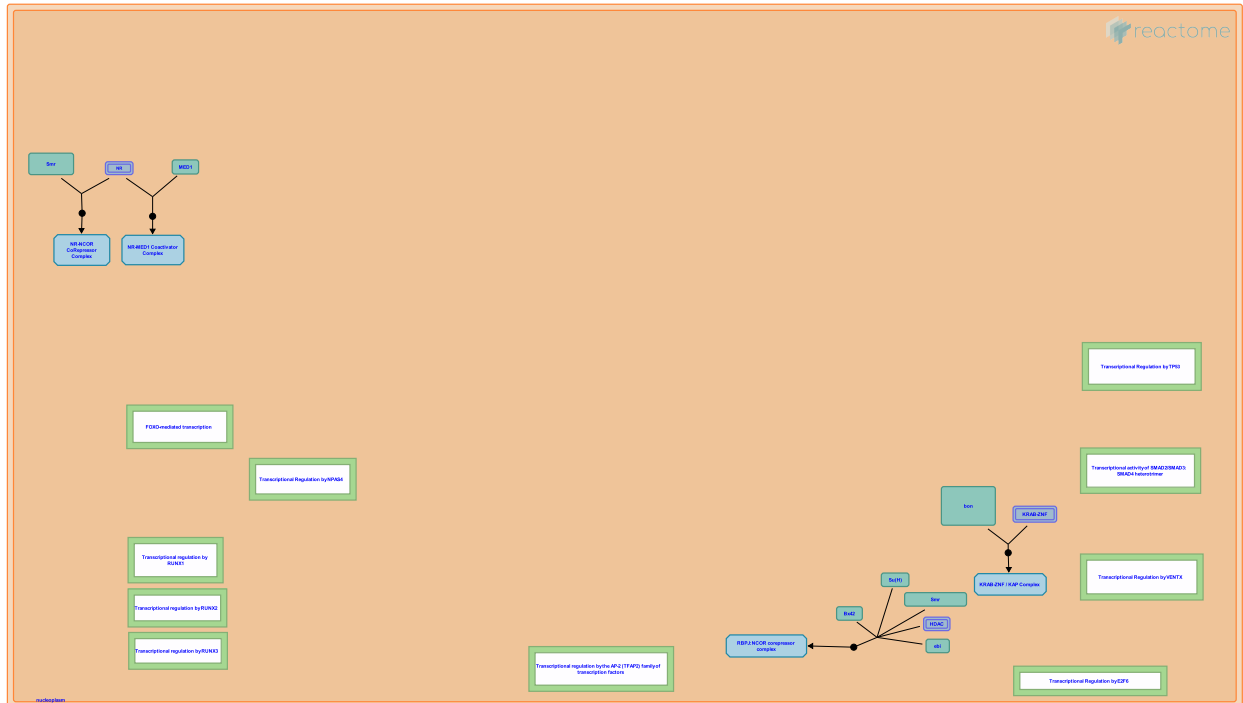 reactome
Smr
MED1
NR-NCOR
CoRepressor
Complex
NR-MED1 Coactivator
Complex
Transcriptional Regulation by TP53
FOXO-mediated transcription
Transcriptional Regulation by NPAS4
Transcriptional activity of SMAD2/SMAD3:
SMAD4 heterotrimer
bon
KRAB-ZNF
Transcriptional regulation by
RUNX1
KRAB-ZNF / KAP Complex
Transcriptional Regulation by VENTX
Su(H)
Smr
Bx42
HDAC
ebi
RBPJ:NCOR corepressor
complex
Transcriptional regulation by RUNX2
Transcriptional regulation by RUNX3
Transcriptional regulation by the AP-2 (TFAP2) family of
transcription factors
Transcriptional Regulation by E2F6
nucleoplasm